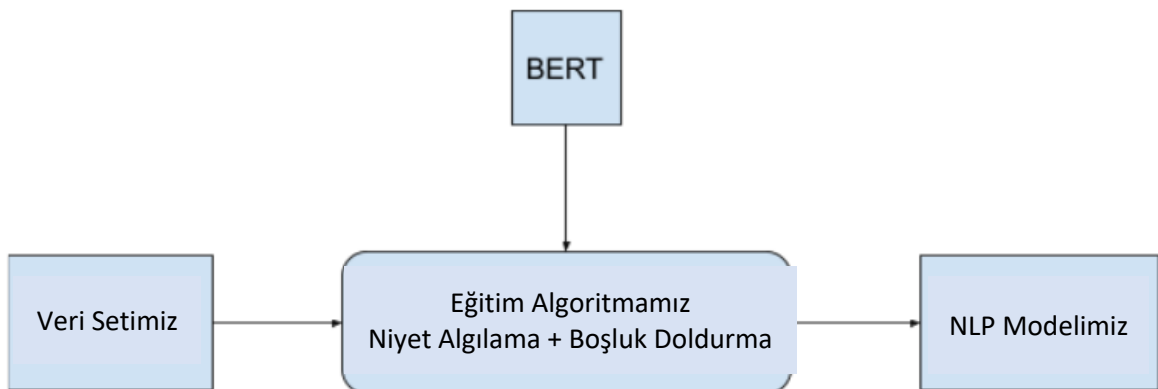 BERT
Veri Setimiz
Eğitim Algoritmamız
Niyet Algılama + Boşluk Doldurma
NLP Modelimiz